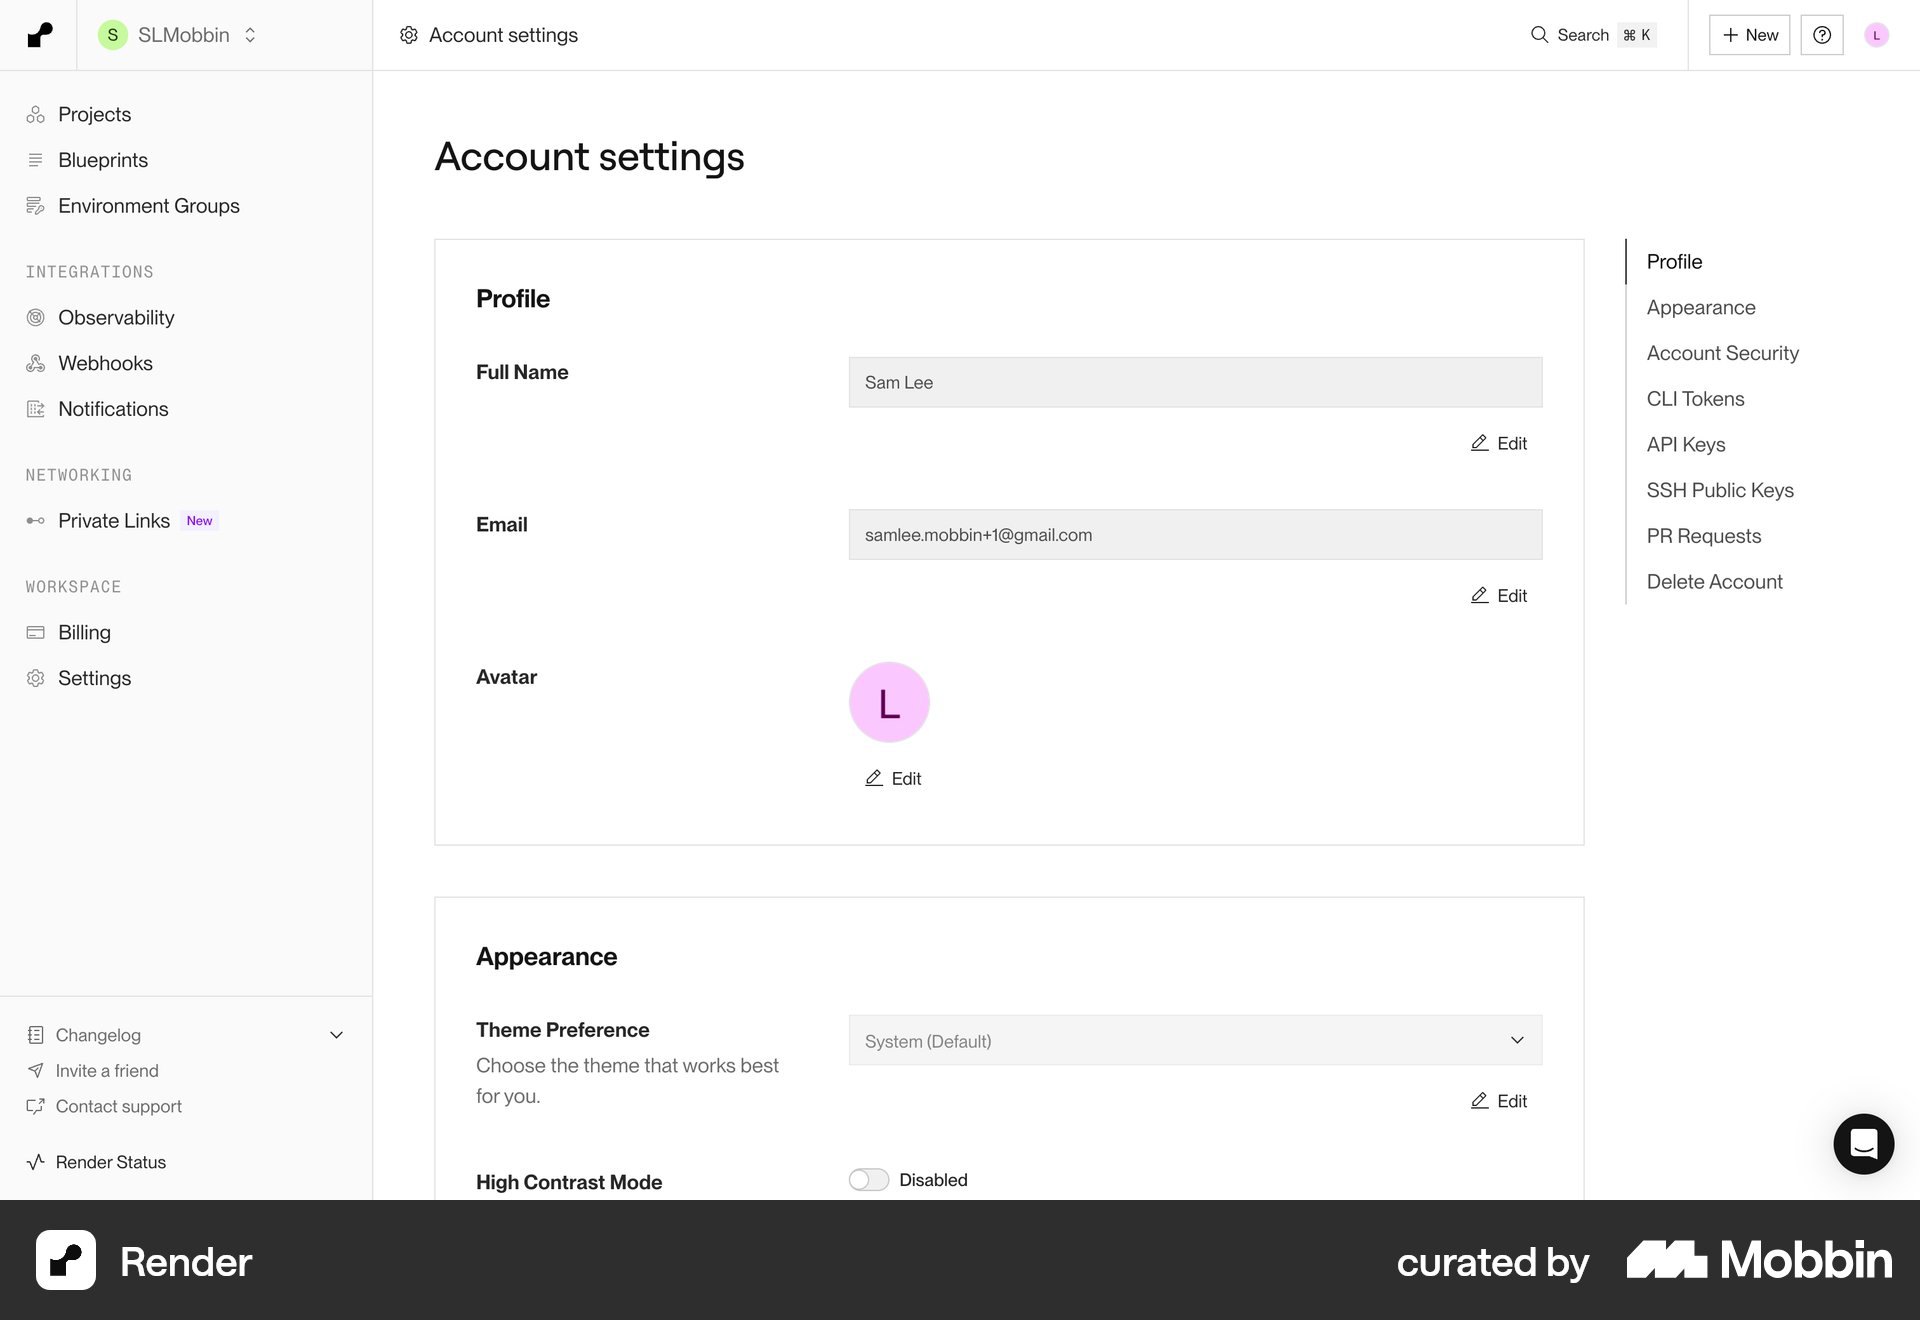 S SLMobbin
Account settings
Search ⌘ K
+ New
L
Projects
Blueprints
Environment Groups
INTEGRATIONS
Observability
Webhooks
Notifications
NETWORKING
Private Links New
WORKSPACE
Billing
Settings
Changelog
Invite a friend
Contact support
Render Status
Account settings
Profile
Full Name
Sam Lee
Edit
Email
samlee.mobbin+1@gmail.com
Edit
Avatar
L
Edit
Appearance
Theme Preference
Choose the theme that works best
for you.
System (Default)
Edit
High Contrast Mode
Disabled
Profile
Appearance
Account Security
CLI Tokens
API Keys
SSH Public Keys
PR Requests
Delete Account
Render
curated by Mobbin